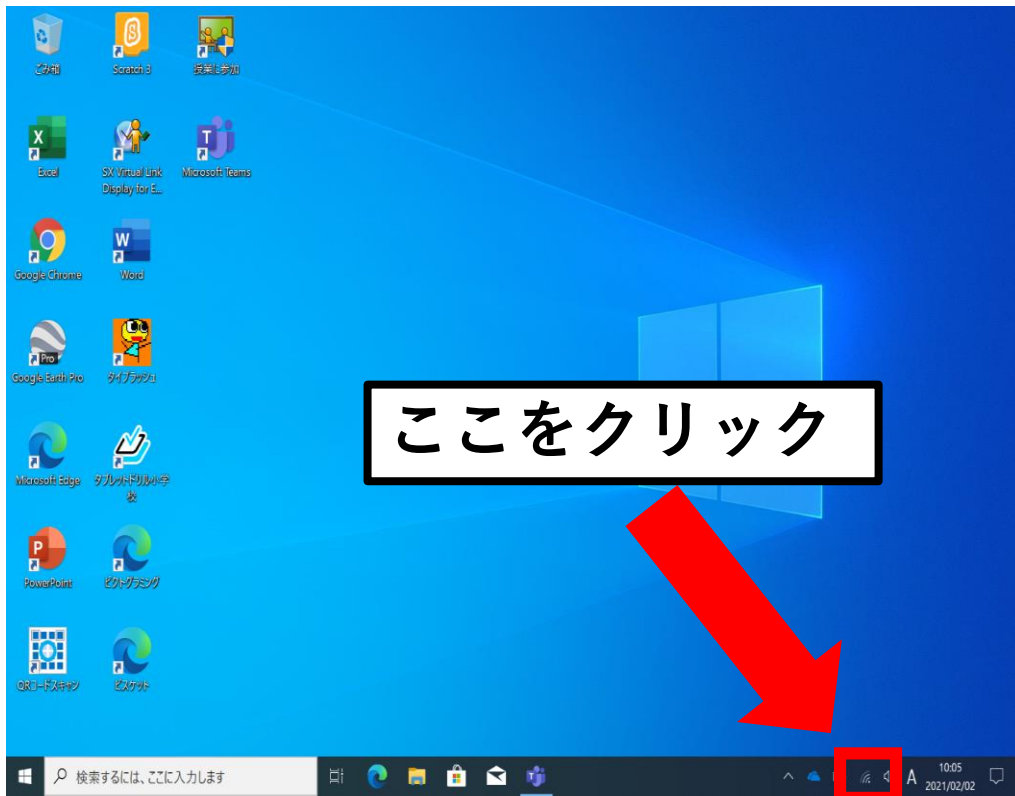 ごみ箱
Scratch 3
授業に参加
Excel
SX Virtual Link
Display for E...
Microsoft Teams
Google Chrome
Word
Pro
Google Earth Pro
タイプラッシュ
ここをクリック
Microsoft Edge
タブレットドリル小学
校
PowerPoint
ピクトグラミング
QRコードスキャン
ビスケット
検索するには、ここに入力します
A
10:05
2021/02/02